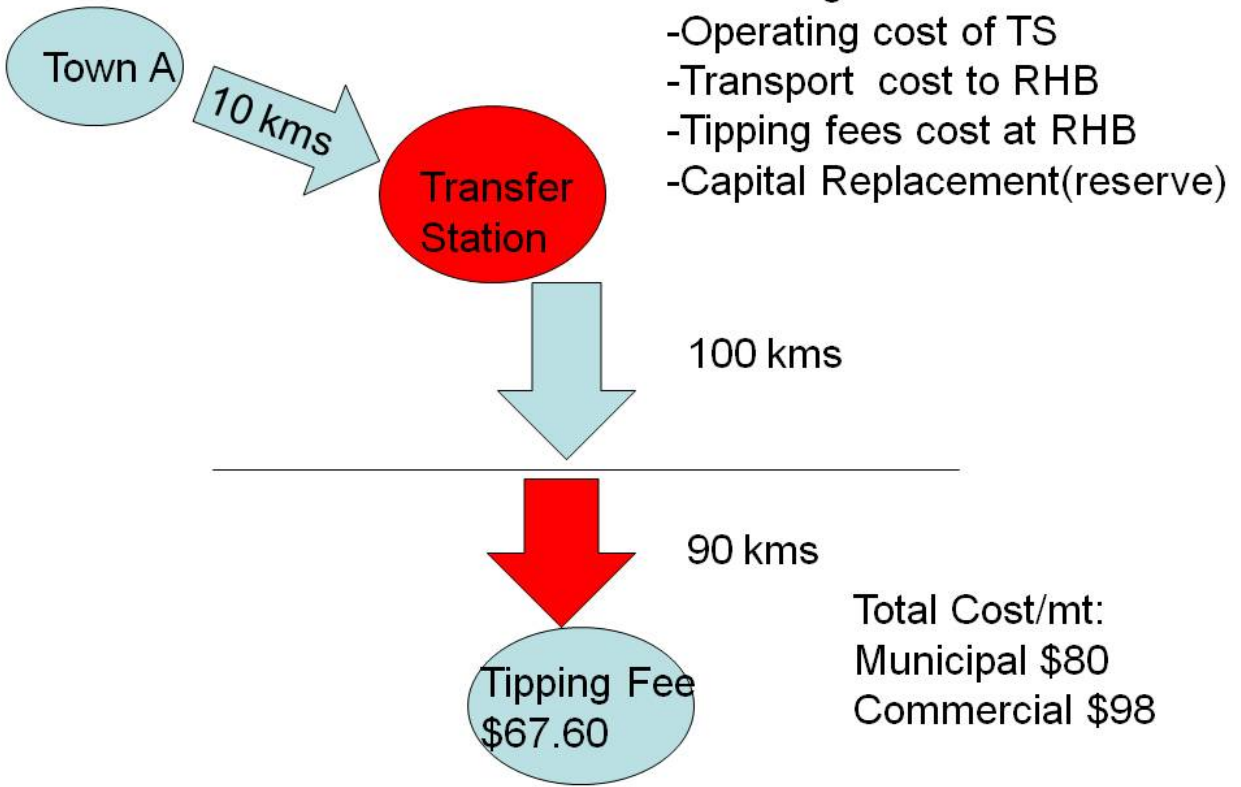 -Operating cost of TS
-Transport cost to RHB
-Tipping fees cost at RHB
-Capital Replacement(reserve)
Town A
10 kms
Transfer
Station
100 kms
90 kms
Total Cost/mt:
Municipal $80
Commercial $98
Tipping Fee
$67.60